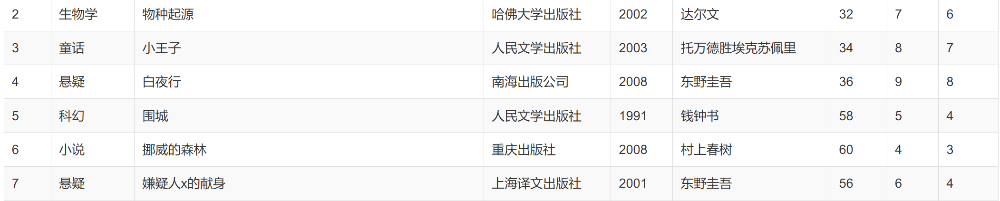 2 生物学 物种起源 哈佛大学出版社 2002 达尔文 32 7 6
3 童话 小王子 人民文学出版社 2003 托万德胜埃克苏佩里 34 8 7
4 悬疑 白夜行 南海出版公司 2008 东野圭吾 36 9 8
5 科幻 围城 人民文学出版社 1991 钱钟书 58 5 4
6 小说 挪威的森林 重庆出版社 2008 村上春树 60 4 3
7 悬疑 嫌疑人x的献身 上海译文出版社 2001 东野圭吾 56 6 4